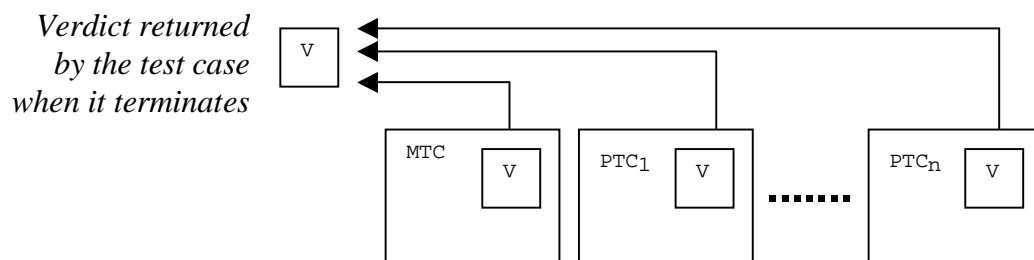 Verdict returned
by the test case
when it terminates
V
MTC
V
PTC1
V
PTCn
V